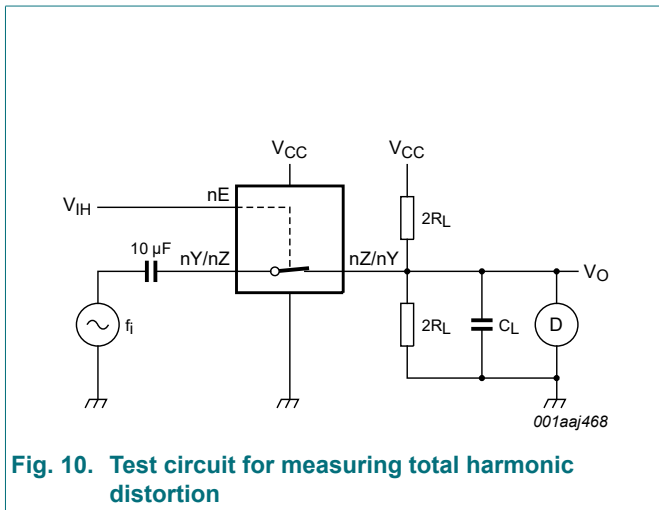 VCC
VCC
nE
VIH
2RL
10 µF
nY/nZ
nZ/nY
VO
fi
2RL
CL
D
001aaj468
Fig. 10. Test circuit for measuring total harmonic
distortion